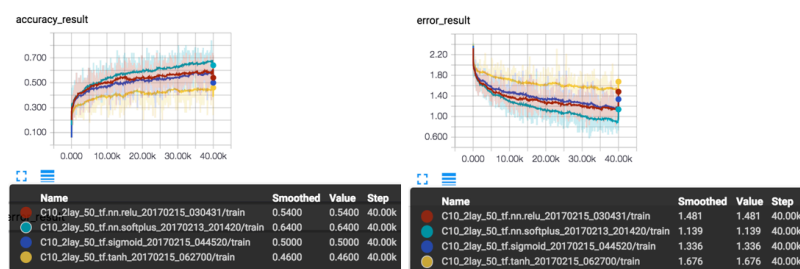 accuracy_result
0.700
0.500
0.300
0.100
0.000 10.00k 20.00k 30.00k 40.00k
Name Smoothed Value Step
C10_2lay_50_tf.nn.relu_20170215_030431/train 0.5400 0.5400 40.00k
C10_2lay_50_tf.nn.softplus_20170213_201420/train 0.6400 0.6400 40.00k
C10_2lay_50_tf.sigmoid_20170215_044520/train 0.5000 0.5000 40.00k
C10_2lay_50_tf.tanh_20170215_062700/train 0.4600 0.4600 40.00k
error_result
2.20
1.80
1.40
1.00
0.600
0.000 10.00k 20.00k 30.00k 40.00k
Name Smoothed Value Step
C10_2lay_50_tf.nn.relu_20170215_030431/train 1.481 1.481 40.00k
C10_2lay_50_tf.nn.softplus_20170213_201420/train 1.139 1.139 40.00k
C10_2lay_50_tf.sigmoid_20170215_044520/train 1.336 1.336 40.00k
C10_2lay_50_tf.tanh_20170215_062700/train 1.676 1.676 40.00k